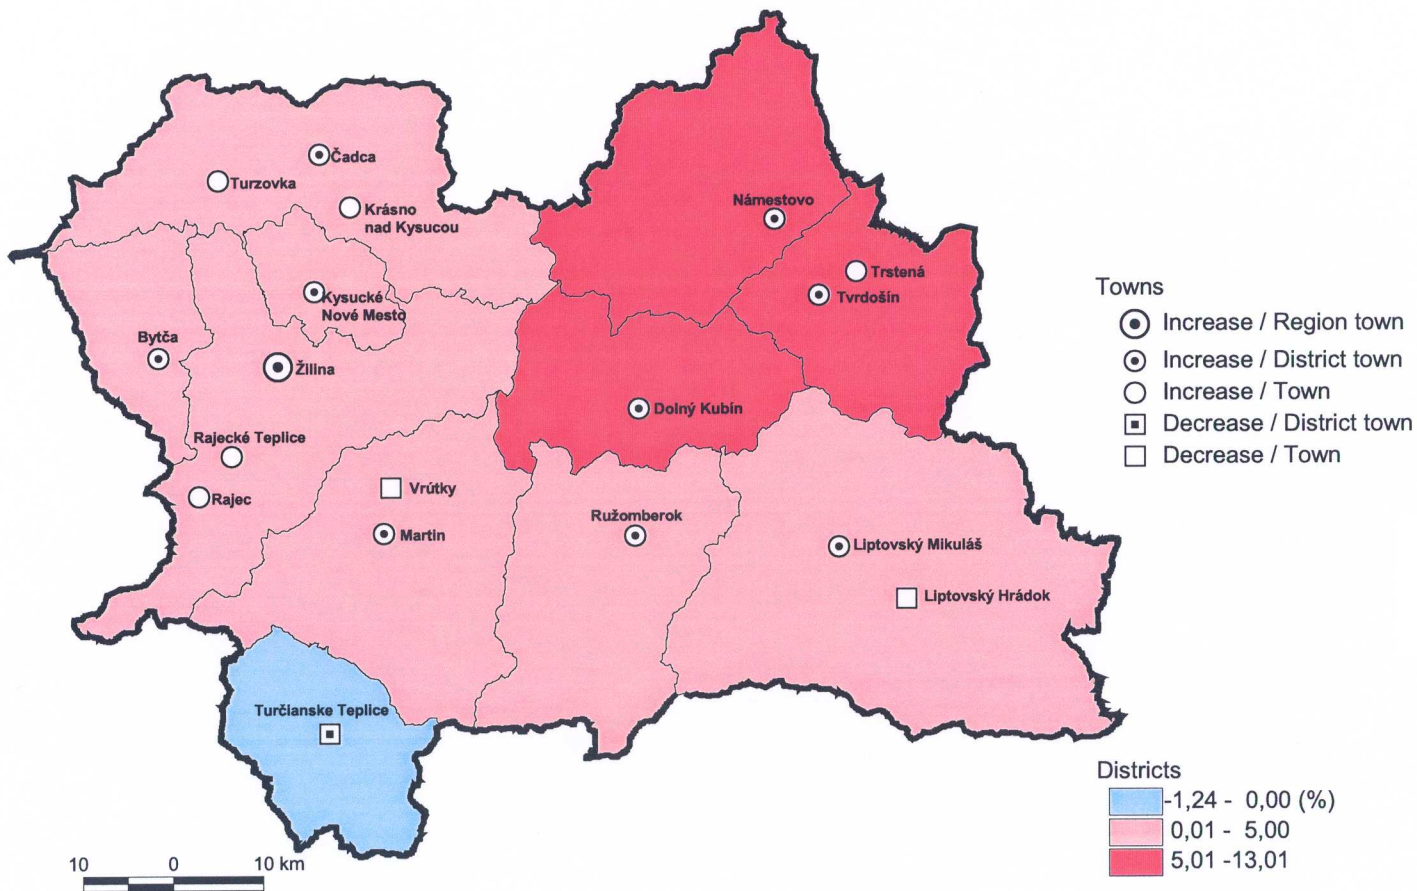 Čadca
Turzovka
Krásno
nad Kysucou
Námestovo
Trstená
Tvrdošín
Kysucké
Nové Mesto
Bytča
Žilina
Dolný Kubín
Rajecké Teplice
Rajec
Vrútky
Martin
Ružomberok
Liptovský Mikuláš
Liptovský Hrádok
Turčianske Teplice
Towns
Increase / Region town
Increase / District town
Increase / Town
Decrease / District town
Decrease / Town
Districts
-1,24 - 0,00 (%)
0,01 - 5,00
5,01 -13,01
10 0 10 km